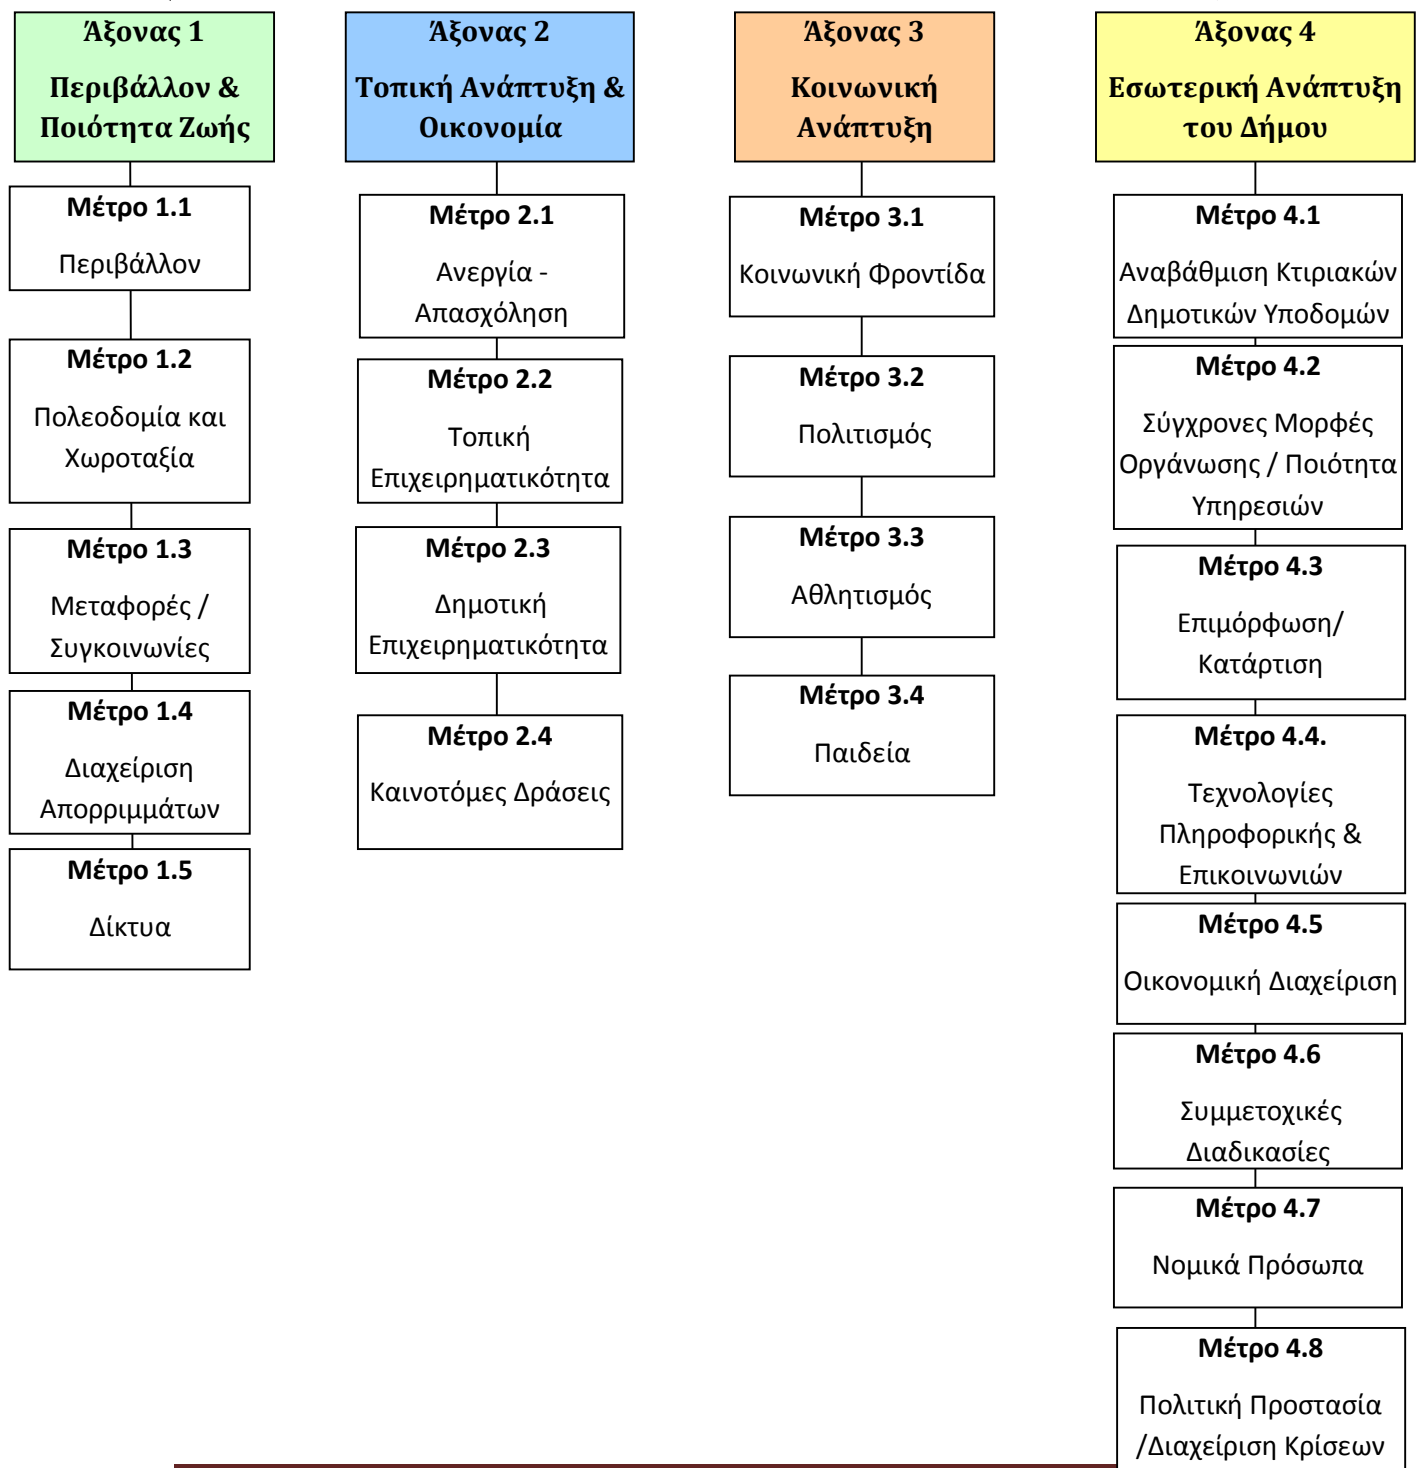 Άξονας 1
Περιβάλλον &
Ποιότητα Ζωής
Μέτρο 1.1
Περιβάλλον
Μέτρο 1.2
Πολεοδομία και
Χωροταξία
Μέτρο 1.3
Μεταφορές /
Συγκοινωνίες
Μέτρο 1.4
Διαχείριση
Απορριμμάτων
Μέτρο 1.5
Δίκτυα
Άξονας 2
Τοπική Ανάπτυξη &
Οικονομία
Μέτρο 2.1
Ανεργία -
Απασχόληση
Μέτρο 2.2
Τοπική
Επιχειρηματικότητα
Μέτρο 2.3
Δημοτική
Επιχειρηματικότητα
Μέτρο 2.4
Καινοτόμες Δράσεις
Άξονας 3
Κοινωνική
Ανάπτυξη
Μέτρο 3.1
Κοινωνική Φροντίδα
Μέτρο 3.2
Πολιτισμός
Μέτρο 3.3
Αθλητισμός
Μέτρο 3.4
Παιδεία
Άξονας 4
Εσωτερική Ανάπτυξη
του Δήμου
Μέτρο 4.1
Αναβάθμιση Κτιριακών
Δημοτικών Υποδομών
Μέτρο 4.2
Σύγχρονες Μορφές
Οργάνωσης / Ποιότητα
Υπηρεσιών
Μέτρο 4.3
Επιμόρφωση/
Κατάρτιση
Μέτρο 4.4.
Τεχνολογίες
Πληροφορικής &
Επικοινωνιών
Μέτρο 4.5
Οικονομική Διαχείριση
Μέτρο 4.6
Συμμετοχικές
Διαδικασίες
Μέτρο 4.7
Νομικά Πρόσωπα
Μέτρο 4.8
Πολιτική Προστασία
/Διαχείριση Κρίσεων